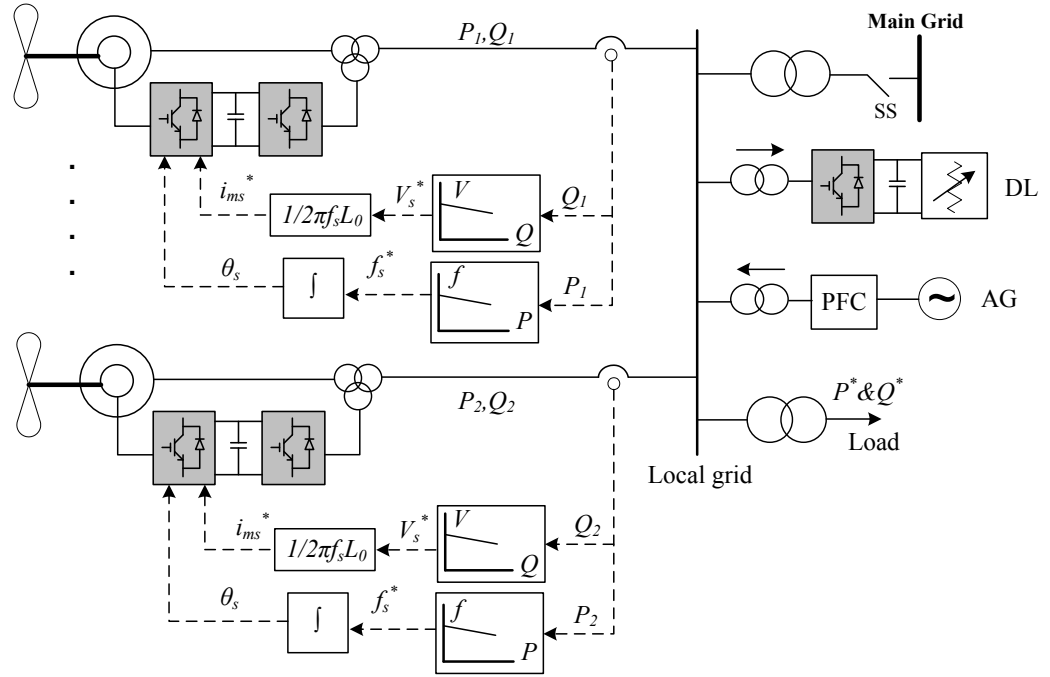 P1,Q1
Main Grid
SS
DL
ims*
1/2πfsL0
Vs*
V
Q
Q1
θs
∫
fs*
f
P
P1
PFC
~
AG
P2,Q2
P*&Q*
Load
Local grid
ims*
1/2πfsL0
Vs*
V
Q
Q2
θs
∫
fs*
f
P
P2